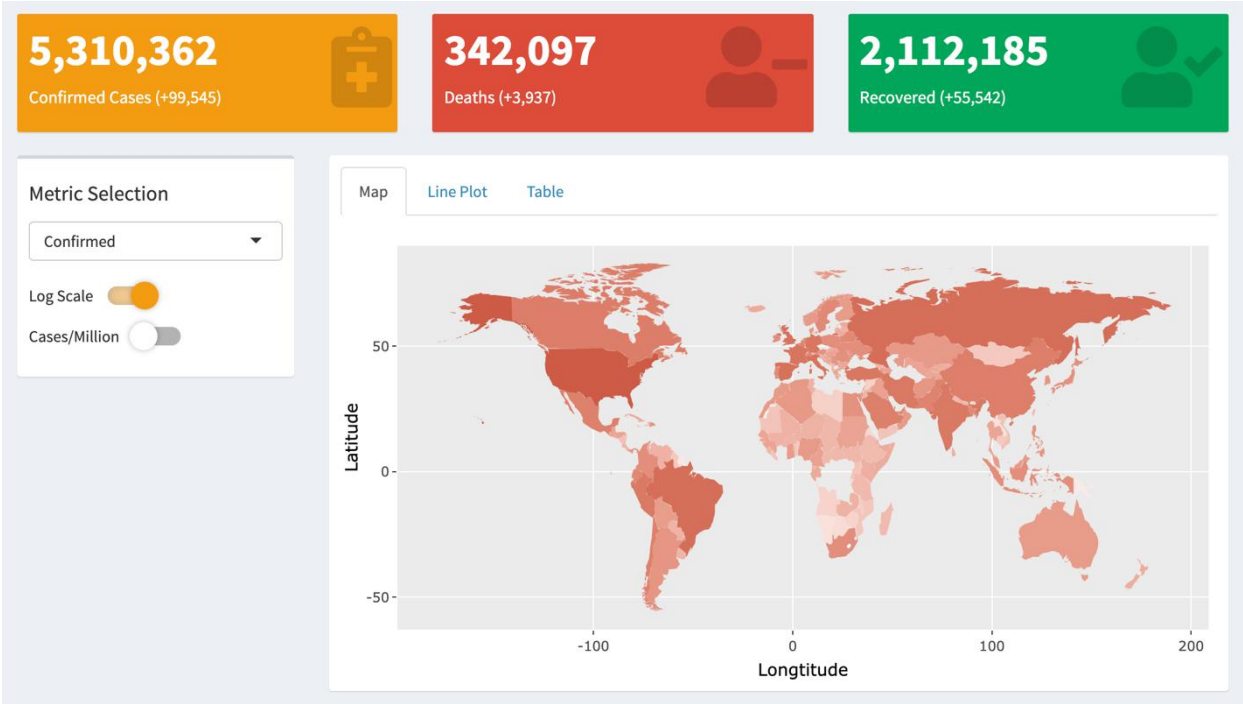 5,310,362
Confirmed Cases (+99,545)
342,097
Deaths (+3,937)
2,112,185
Recovered (+55,542)
Metric Selection
Confirmed
Log Scale
Cases/Million
Map
Line Plot
Table
Latitude
50
0
-50
-100
0
100
200
Longtitude